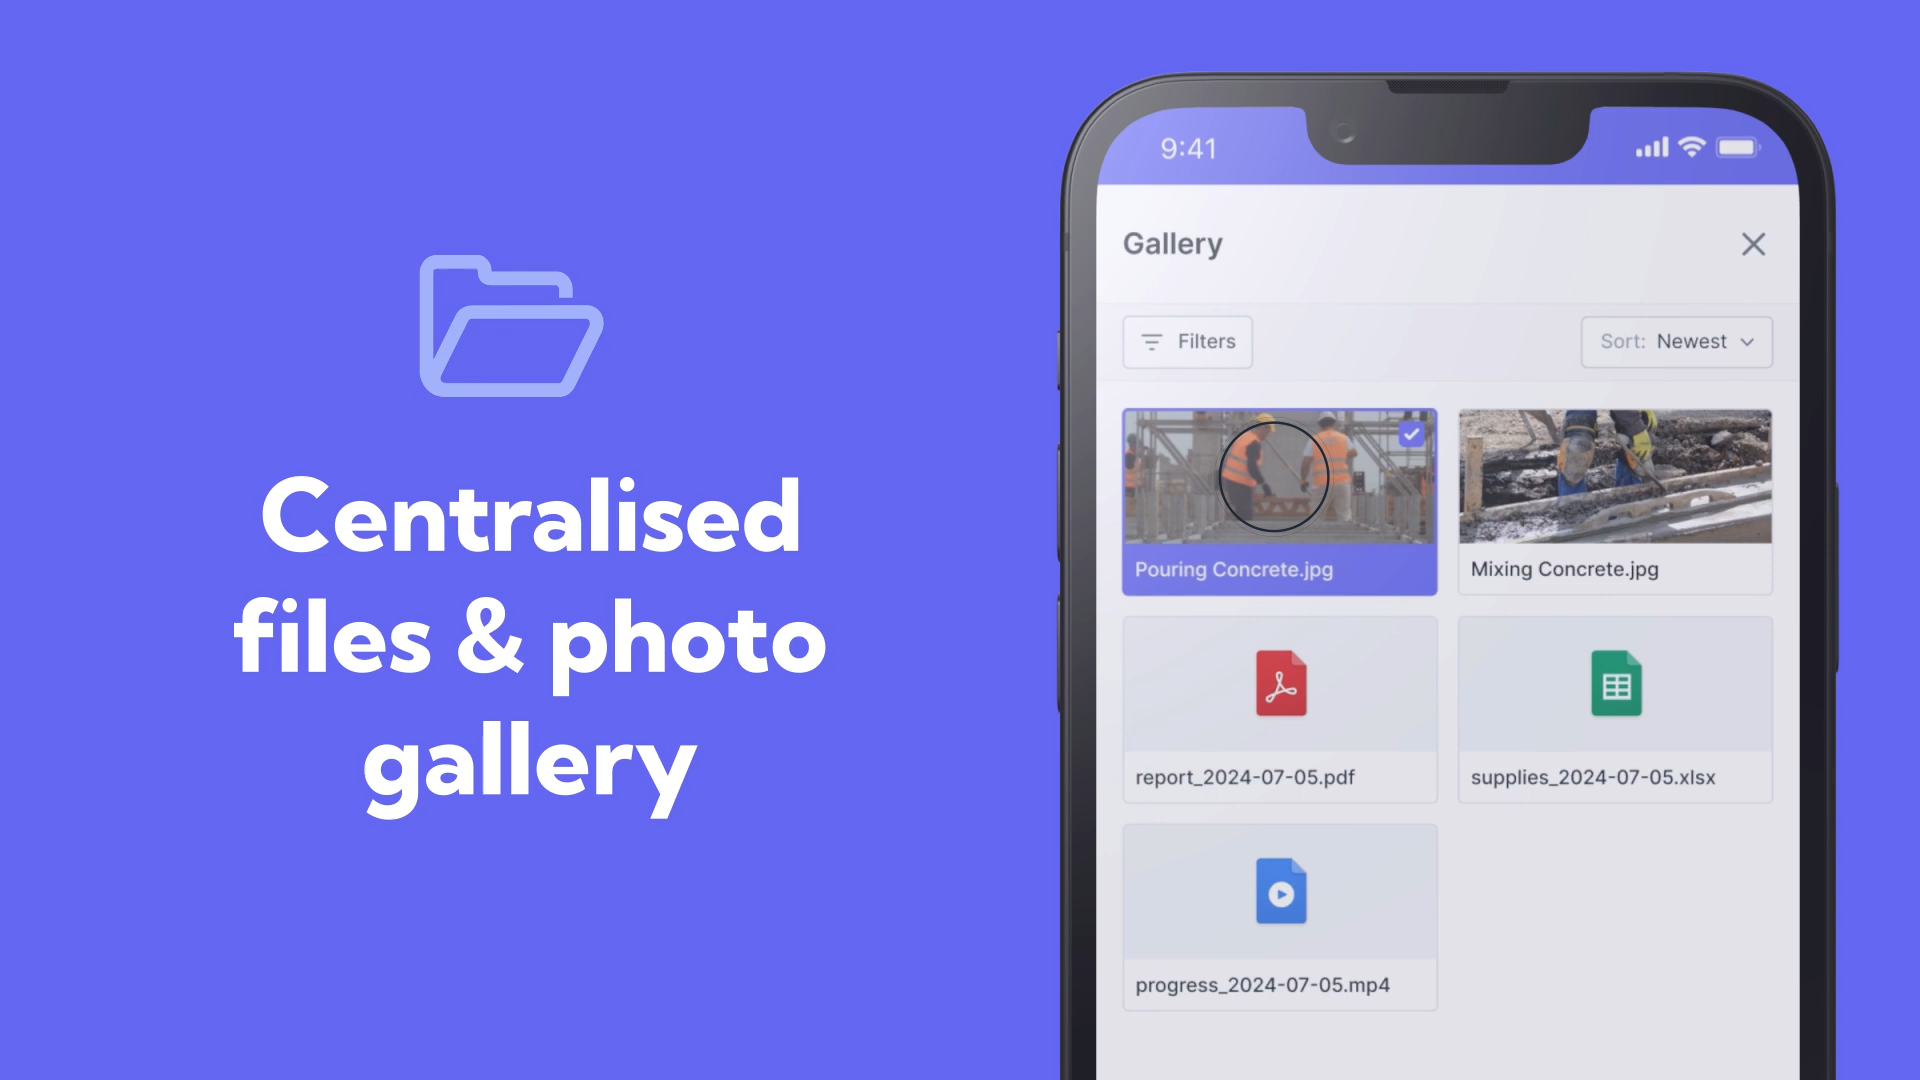 Centralised
files & photo
gallery
9:41
Gallery
Filters
Sort: Newest
Pouring Concrete.jpg
Mixing Concrete.jpg
report_2024-07-05.pdf
supplies_2024-07-05.xlsx
progress_2024-07-05.mp4